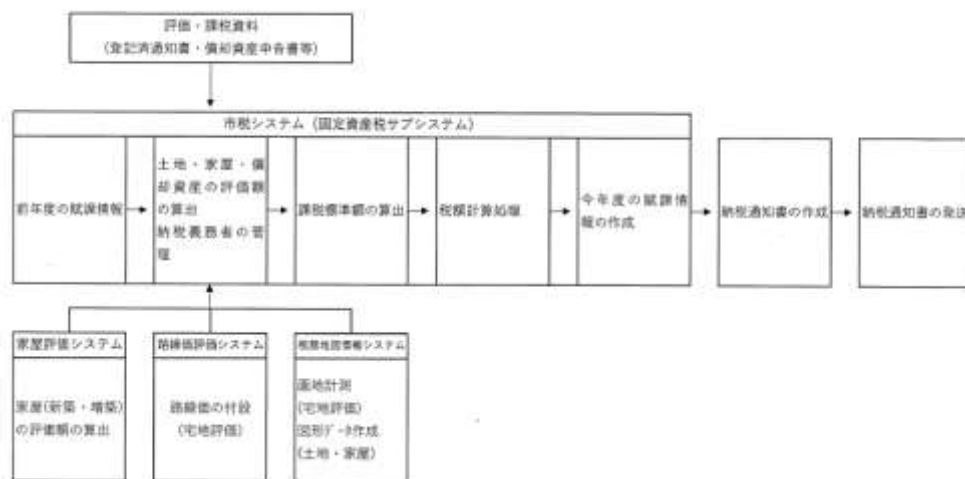 評価・課税資料
(登記済通知書・償却資産申告書等)
市税システム(固定資産税サブシステム)
前年度の賦課情報
土地・家屋・償
却資産の評価額
の算出
納税義務者の管
理
課税標準額の算出
税額計算処理
今年度の賦課情
報の作成
納税通知書の作成
納税通知書の発送
家屋評価システム
家屋(新築・増築)
の評価額の算出
路線価評価システム
路線価の付設
(宅地評価)
税務地図情報システム
画地計測
(宅地評価)
図形データ作成
(土地・家屋)